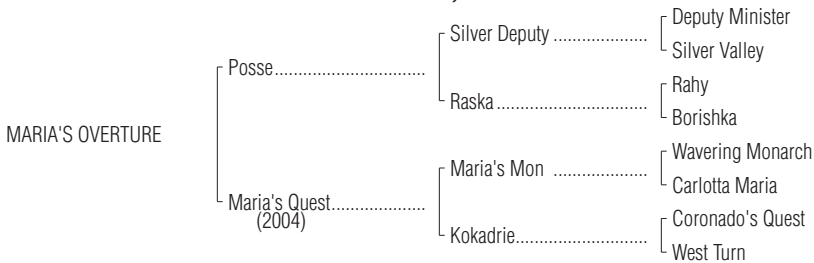 Deputy Minister
Silver Deputy ....................
Silver Valley
Posse................................
Rahy
Raska................................
Borishka
MARIA'S OVERTURE
Wavering Monarch
Maria's Mon ....................
Carlotta Maria
Maria's Quest....................
(2004)
Coronado's Quest
Kokadrie............................
West Turn